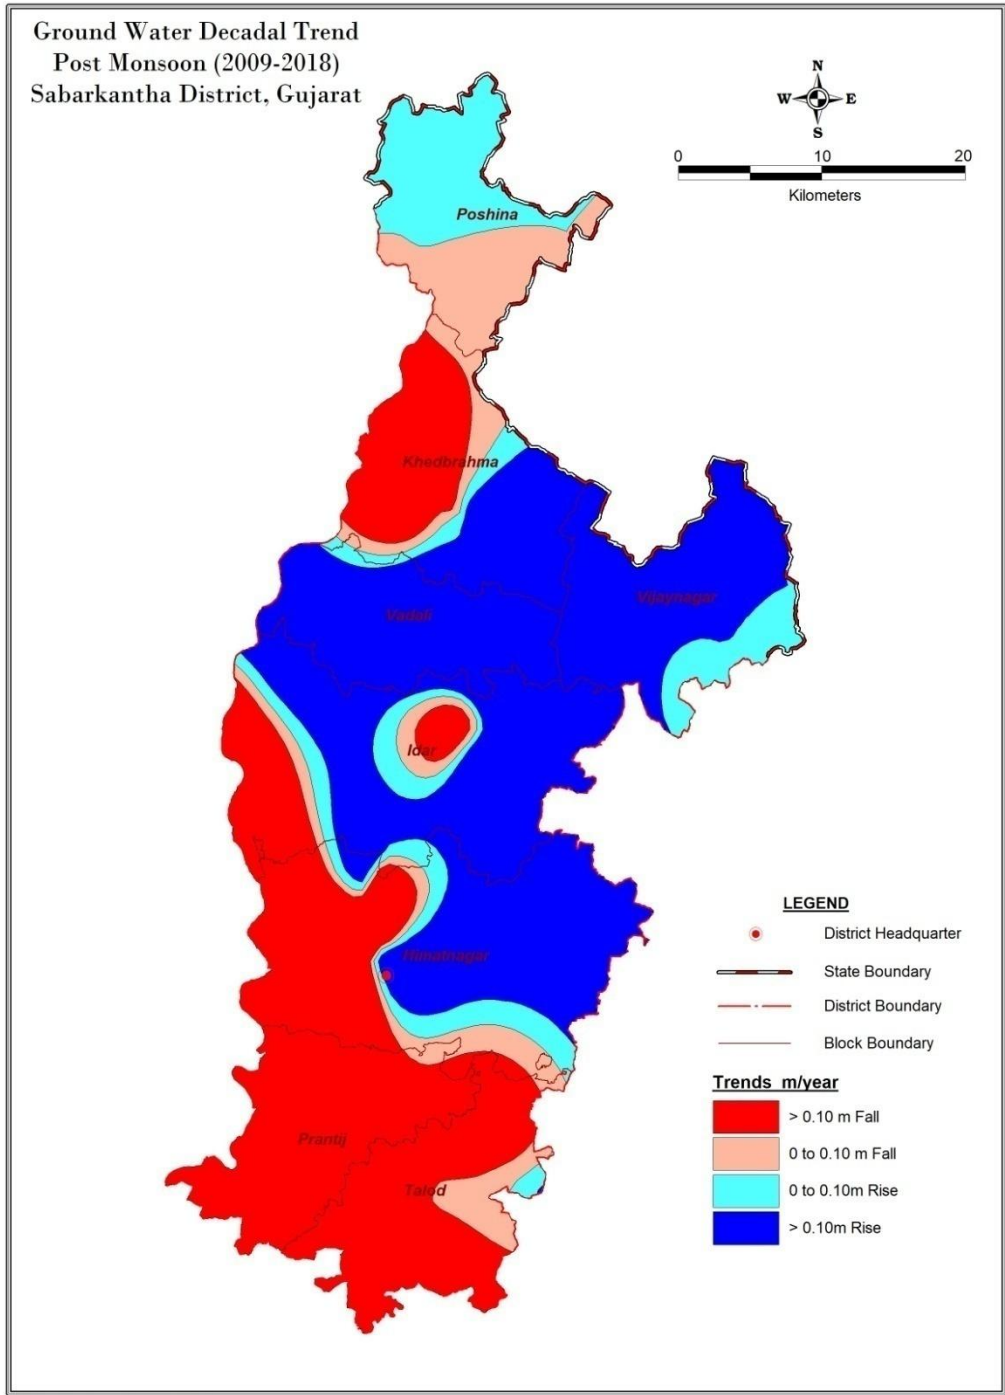 Ground Water Decadal Trend
Post Monsoon (2009-2018)
Sabarkantha District, Gujarat
N
W E
S
0 10 20
Kilometers
Poshina
Khedbrahma
Vijaynagar
Vadali
Idar
Himatnagar
Prantij
Talod
LEGEND
District Headquarter
State Boundary
District Boundary
Block Boundary
Trends m/year
> 0.10 m Fall
0 to 0.10 m Fall
0 to 0.10m Rise
> 0.10m Rise